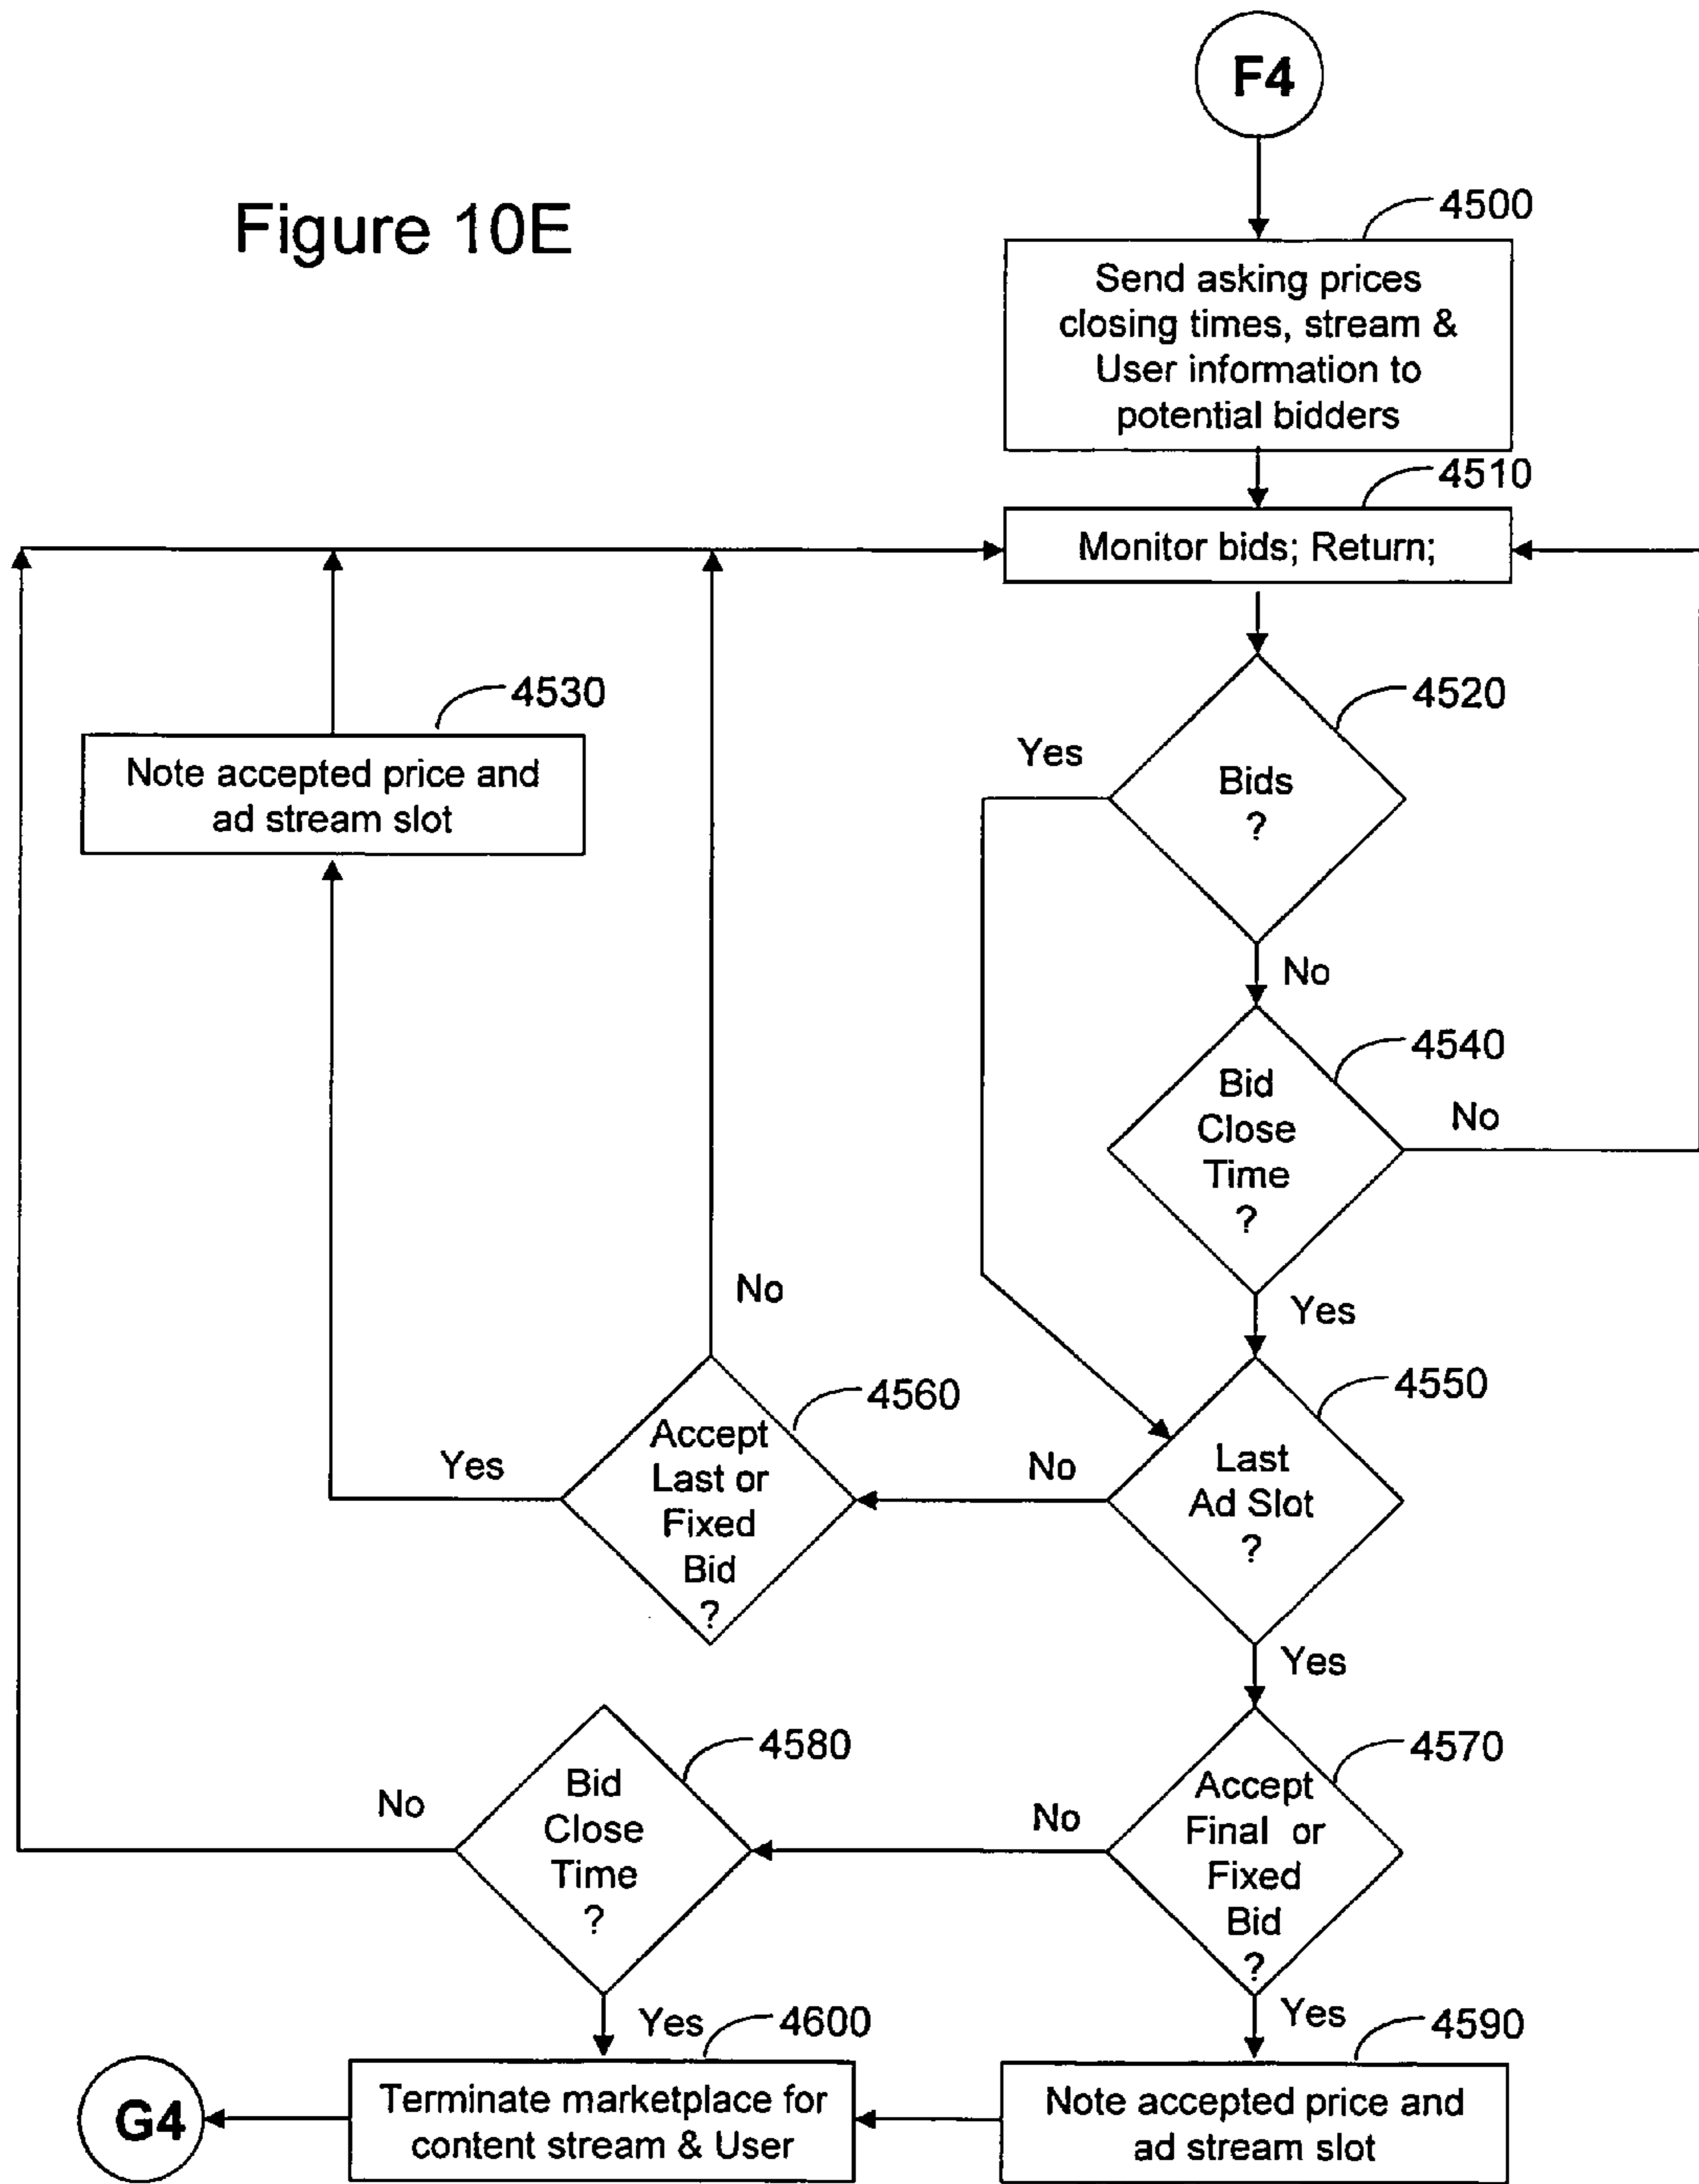 F4
Figure 10E
4500
Send asking prices
closing times, stream &
User information to
potential bidders
4510
Monitor bids; Return;
4520
Bids
?
Yes
No
4530
Note accepted price and
ad stream slot
4540
Bid
Close
Time
?
No
Yes
4550
Last
Ad Slot
?
No
Yes
4560
Accept
Last or
Fixed
Bid
?
No
Yes
4570
Accept
Final or
Fixed
Bid
?
No
Yes
4580
Bid
Close
Time
?
No
Yes
4600
Terminate marketplace for
content stream & User
4590
Note accepted price and
ad stream slot
G4